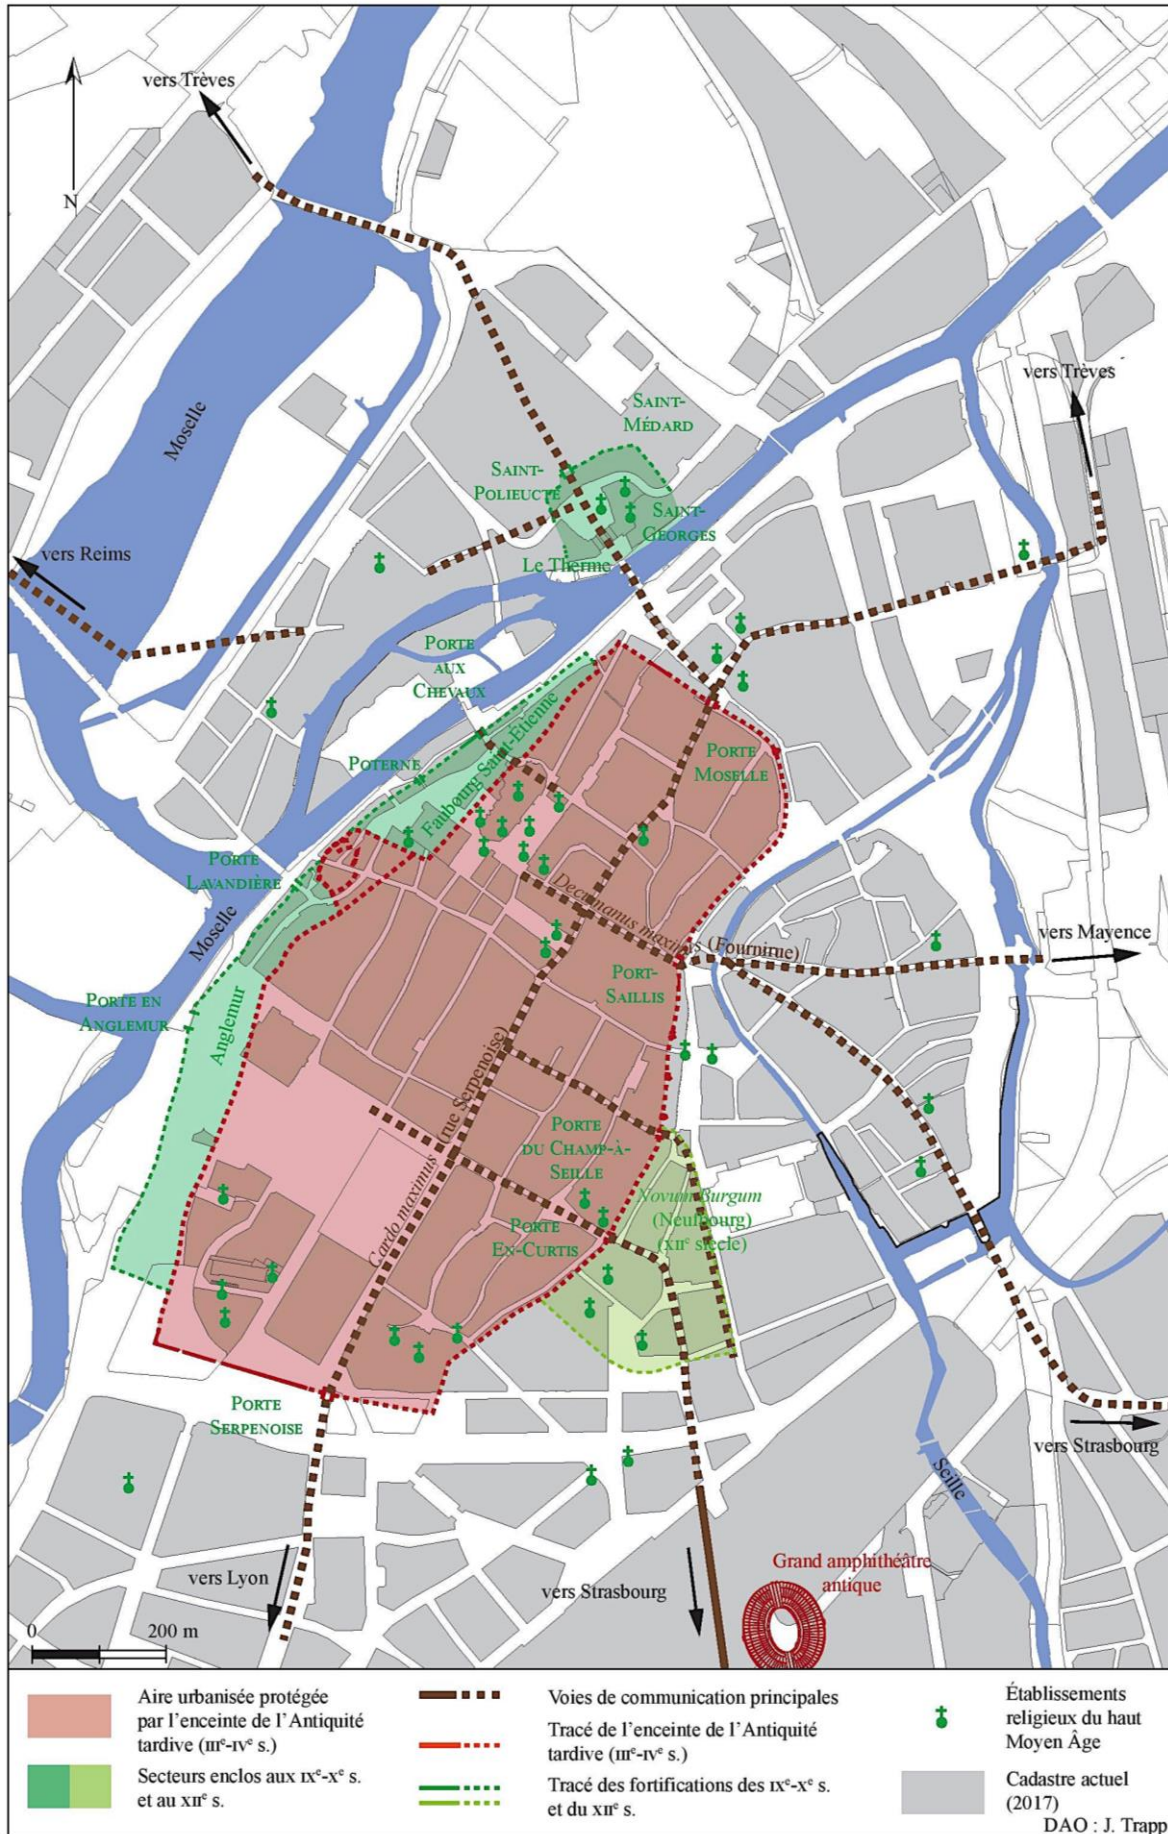 vers Trèves
N
Moselle
vers Trèves
SAINT-
MÉDARD
SAINT-
POLIEUCTE
SAINT-
GEORGES
Le Therme
vers Reims
PORTE
AUX
CHEVAUX
Faubourg Saint-Étienne
POTERNE
PORTE
MOSELLE
PORTE
LAVANDIÈRE
Moselle
Decumanus maximus (Fournirue)
vers Mayence
PORT-
SAILLIS
PORTE EN
ANGLEMUR
Anglemur
Cardo maximus (rue Serpenoise)
PORTE
DU CHAMP-À-
SEILLE
Novum Burgum
(Neufbourg)
(XIIe siècle)
PORTE
EN-CURTIS
PORTE
SERPENOISE
vers Strasbourg
Seille
vers Lyon
vers Strasbourg
Grand amphithéâtre
antique
0 200 m
Aire urbanisée protégée
par l'enceinte de l'Antiquité
tardive (IIIe-IVe s.)
Secteurs enclos aux IXe-Xe s.
et au XIIe s.
Voies de communication principales
Tracé de l'enceinte de l'Antiquité
tardive (IIIe-IVe s.)
Tracé des fortifications des IXe-Xe s.
et du XIIe s.
Établissements
religieux du haut
Moyen Âge
Cadastre actuel
(2017)
DAO : J. Trapp